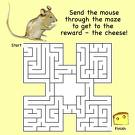 Send the mouse
through the maze
to get to the
reward – the cheese!
Start
Finish